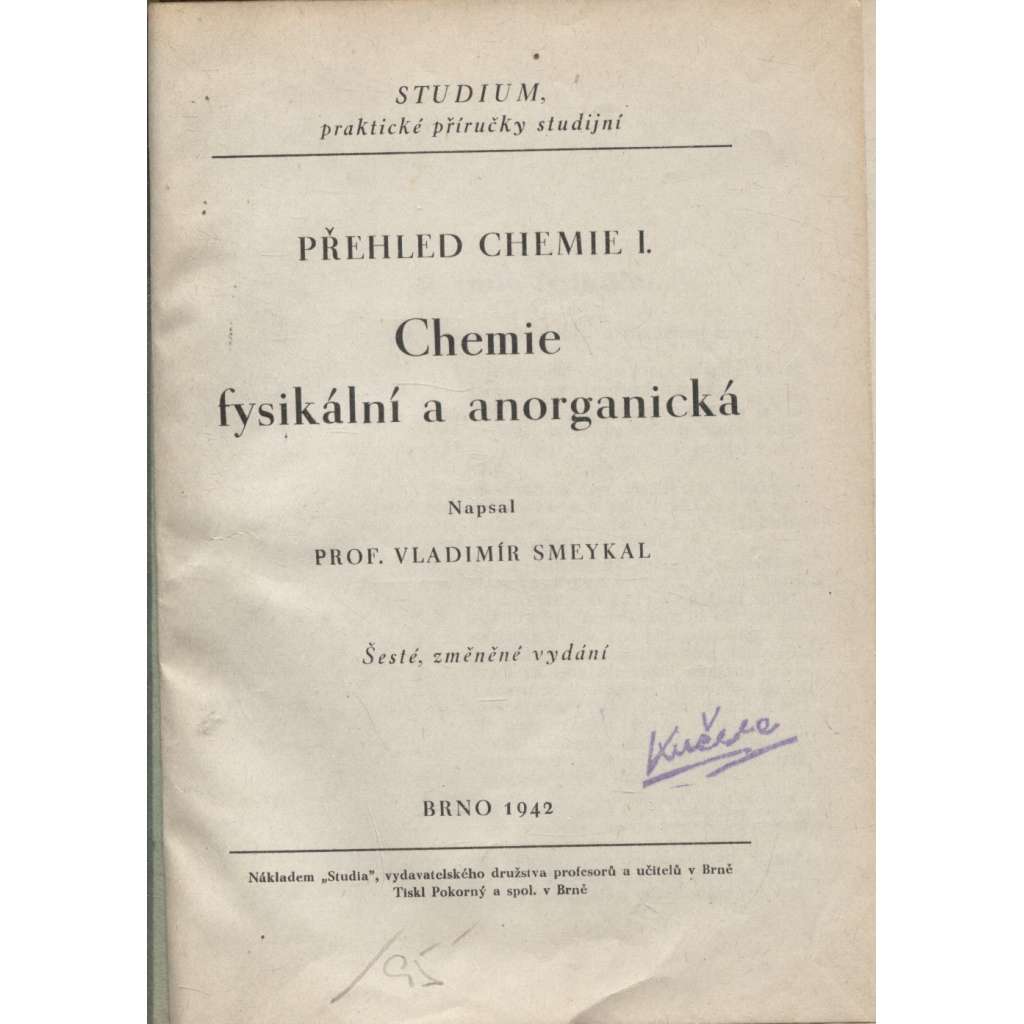 STUDIUM,
praktické příručky studijní
PŘEHLED CHEMIE I.
Chemie
fysikální a anorganická
Napsal
PROF. VLADIMÍR SMEYKAL
Šesté, změněné vydání
BRNO 1942
Nákladem „Studia", vydavatelského družstva profesorů a učitelů v Brně
Tiskl Pokorný a spol. v Brně